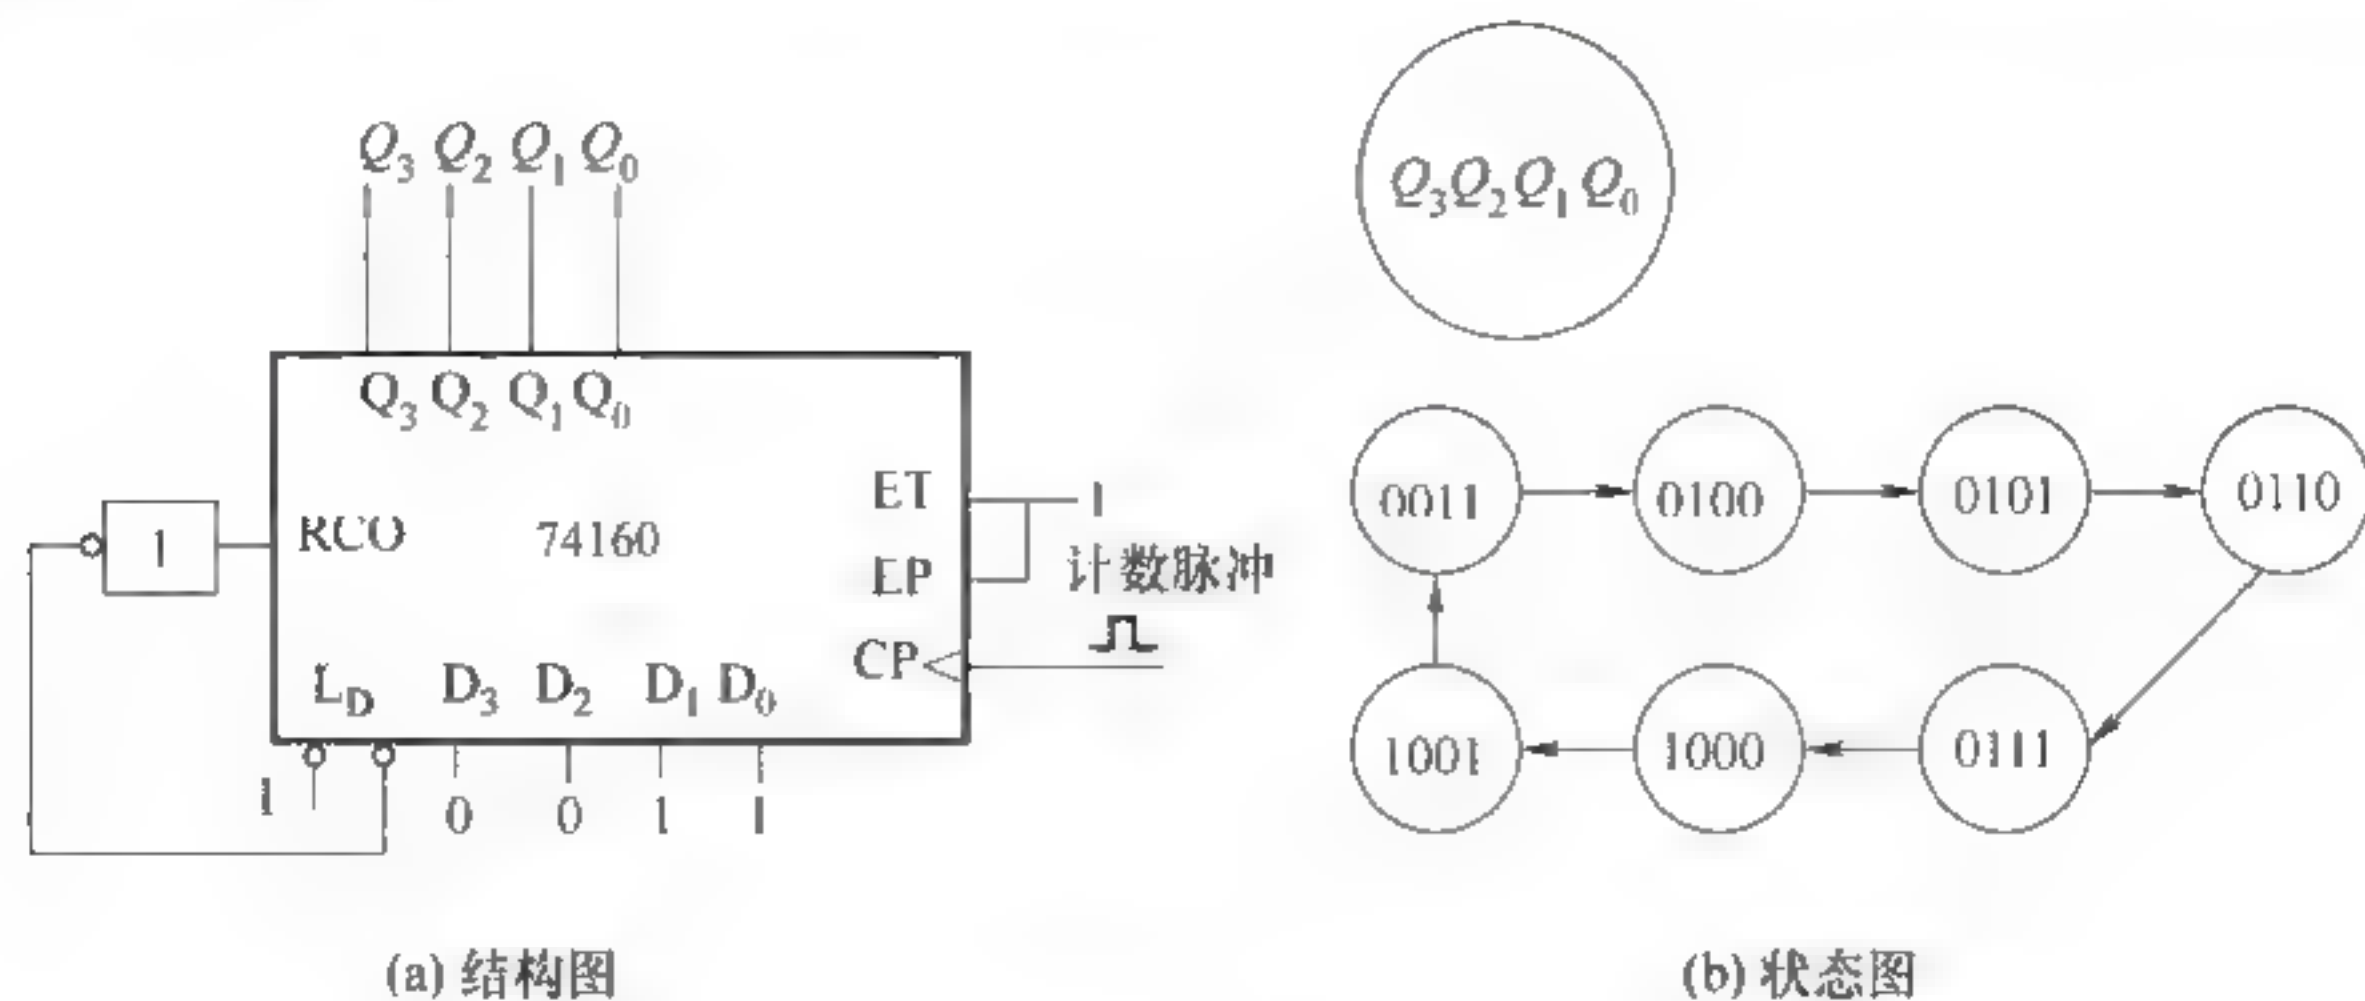 Q₃ Q₂ Q₁ Q₀
Q₃ Q₂ Q₁ Q₀
RCO 74160 ET 1
EP 计数脉冲
1
CP
L_D D₃ D₂ D₁ D₀
1 0 0 1 1
(a) 结构图
Q₃Q₂Q₁Q₀
0011 0100 0101 0110
1001 1000 0111
(b) 状态图